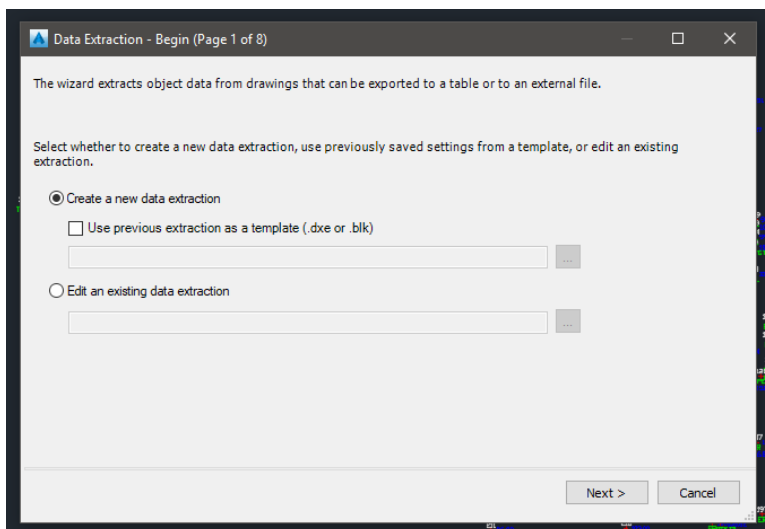 Data Extraction - Begin (Page 1 of 8)
The wizard extracts object data from drawings that can be exported to a table or to an external file.
Select whether to create a new data extraction, use previously saved settings from a template, or edit an existing
extraction.
Create a new data extraction
Use previous extraction as a template (.dxe or .blk)
...
Edit an existing data extraction
...
Next >
Cancel